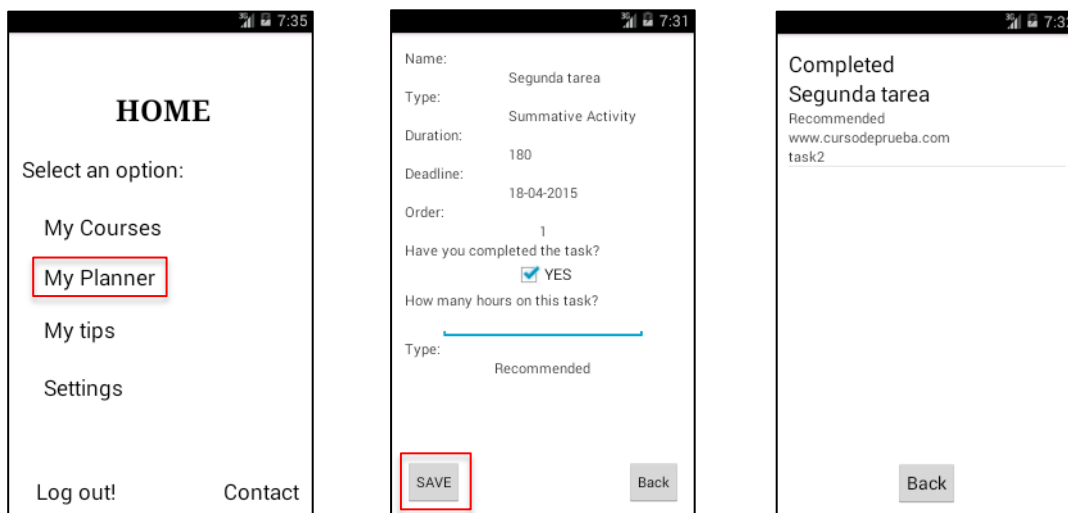 3G 7:35
HOME
Select an option:
My Courses
My Planner
My tips
Settings
Log out! Contact
3G 7:31
Name:
Segunda tarea
Type:
Summative Activity
Duration:
180
Deadline:
18-04-2015
Order:
1
Have you completed the task?
YES
How many hours on this task?
Type:
Recommended
SAVE Back
3G
Completed
Segunda tarea
Recommended
www.cursodeprueba.com
task2
Back